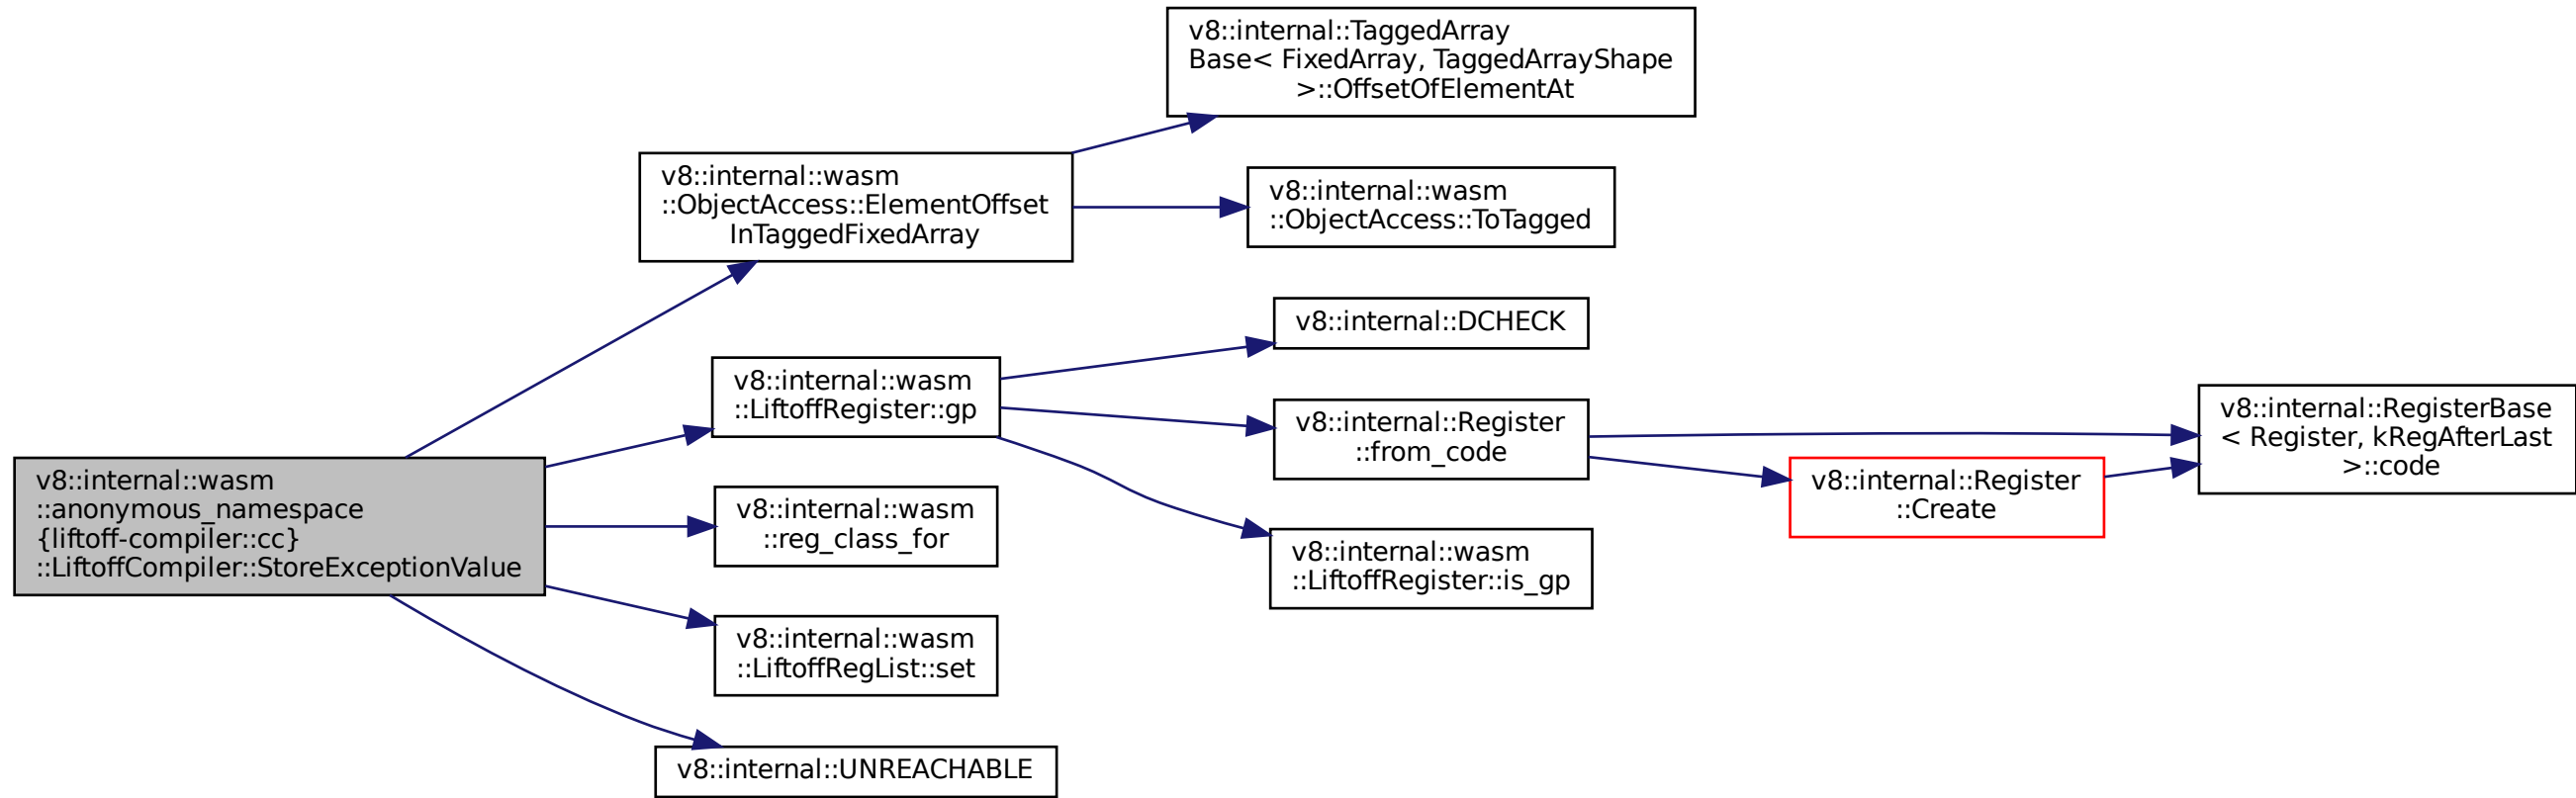 v8::internal::TaggedArray
Base< FixedArray, TaggedArrayShape
>::OffsetOfElementAt
v8::internal::wasm
::ObjectAccess::ElementOffset
InTaggedFixedArray
v8::internal::wasm
::ObjectAccess::ToTagged
v8::internal::DCHECK
v8::internal::wasm
::LiftoffRegister::gp
v8::internal::Register
::from_code
v8::internal::RegisterBase
< Register, kRegAfterLast
>::code
v8::internal::wasm
::anonymous_namespace
{liftoff-compiler::cc}
::LiftoffCompiler::StoreExceptionValue
v8::internal::Register
::Create
v8::internal::wasm
::reg_class_for
v8::internal::wasm
::LiftoffRegister::is_gp
v8::internal::wasm
::LiftoffRegList::set
v8::internal::UNREACHABLE